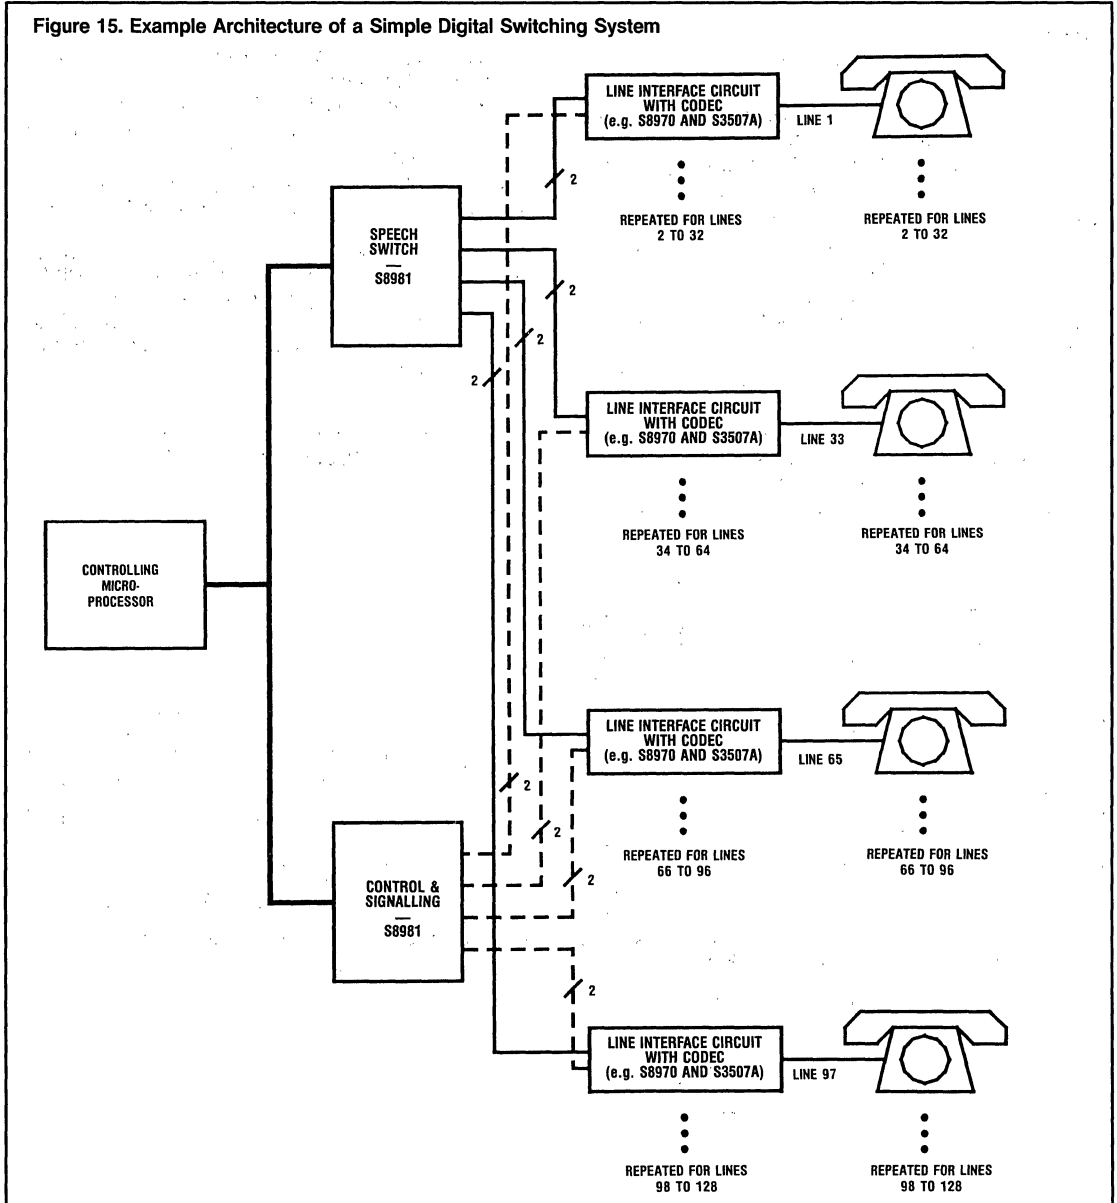 Figure 15. Example Architecture of a Simple Digital Switching System
LINE INTERFACE CIRCUIT
WITH CODEC
(e.g. S8970 AND S3507A)
LINE 1
2
REPEATED FOR LINES
2 TO 32
REPEATED FOR LINES
2 TO 32
SPEECH
SWITCH
—
S8981
2
2
2
LINE INTERFACE CIRCUIT
WITH CODEC
(e.g. S8970 AND S3507A)
LINE 33
REPEATED FOR LINES
34 TO 64
REPEATED FOR LINES
34 TO 64
CONTROLLING
MICRO-
PROCESSOR
LINE INTERFACE CIRCUIT
WITH CODEC
(e.g. S8970 AND S3507A)
LINE 65
2
2
2
REPEATED FOR LINES
66 TO 96
REPEATED FOR LINES
66 TO 96
CONTROL &
SIGNALLING
—
S8981
2
LINE INTERFACE CIRCUIT
WITH CODEC
(e.g. S8970 AND S3507A)
LINE 97
REPEATED FOR LINES
98 TO 128
REPEATED FOR LINES
98 TO 128